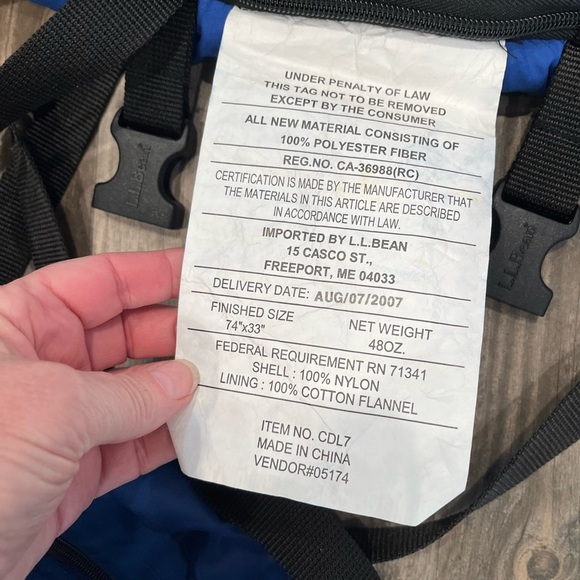 UNDER PENALTY OF LAW
THIS TAG NOT TO BE REMOVED
EXCEPT BY THE CONSUMER
ALL NEW MATERIAL CONSISTING OF
100% POLYESTER FIBER
REG.NO. CA-36988(RC)
CERTIFICATION IS MADE BY THE MANUFACTURER THAT
THE MATERIALS IN THIS ARTICLE ARE DESCRIBED
IN ACCORDANCE WITH LAW.
IMPORTED BY L.L.BEAN
15 CASCO ST.,
FREEPORT, ME 04033
DELIVERY DATE: AUG/07/2007
FINISHED SIZE NET WEIGHT
74"x33" 48OZ.
FEDERAL REQUIREMENT RN 71341
SHELL : 100% NYLON
LINING : 100% COTTON FLANNEL
ITEM NO. CDL7
MADE IN CHINA
VENDOR#05174
L.L.Bean
L.L.Bean